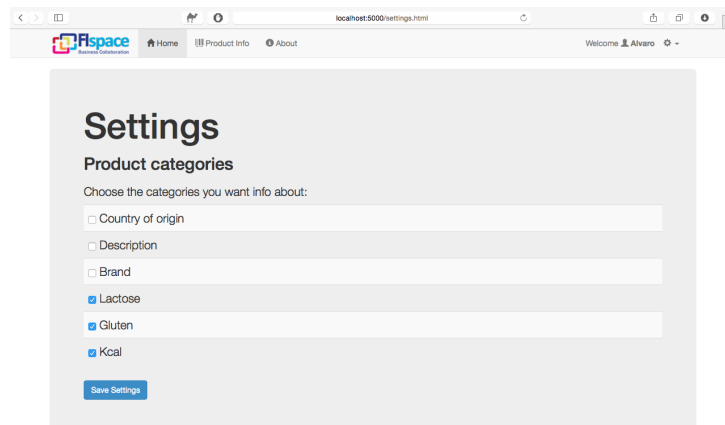 localhost:5000/settings.html
FIspace
Business Collaboration
Home Product Info About Welcome Alvaro
Settings
Product categories
Choose the categories you want info about:
Country of origin
Description
Brand
Lactose
Gluten
Kcal
Save Settings